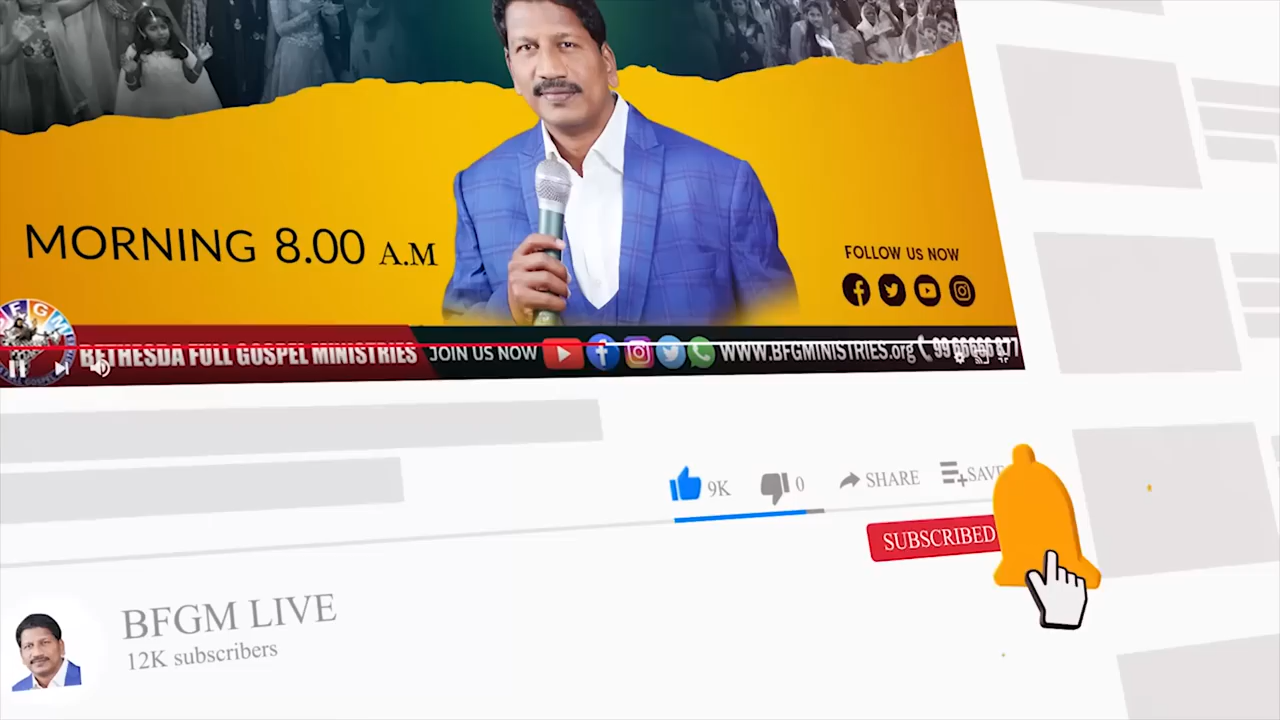 MORNING 8.00 A.M
FOLLOW US NOW
F G M
BETHESDA FULL GOSPEL MINISTRIES
JOIN US NOW
WWW.BFGMINISTRIES.org
9K
0
SHARE
SAVE
SUBSCRIBED
BFGM LIVE
12K subscribers